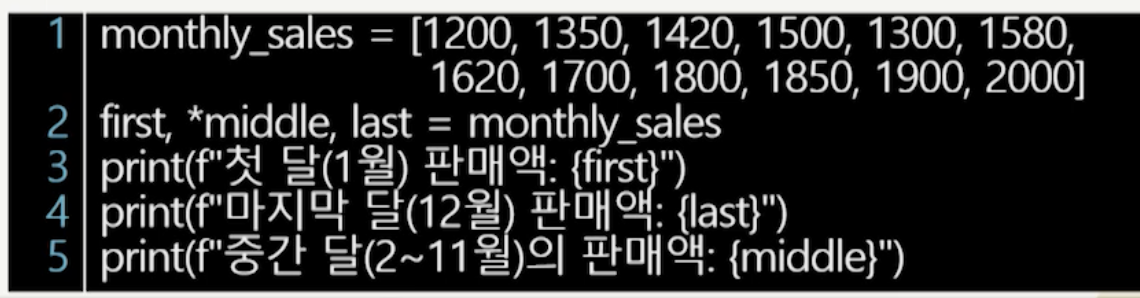 1 monthly_sales = [1200, 1350, 1420, 1500, 1300, 1580,
1620, 1700, 1800, 1850, 1900, 2000]
2 first, *middle, last = monthly_sales
3 print(f"첫 달(1월) 판매액: {first}")
4 print(f"마지막 달(12월) 판매액: {last}")
5 print(f"중간 달(2~11월)의 판매액: {middle}")